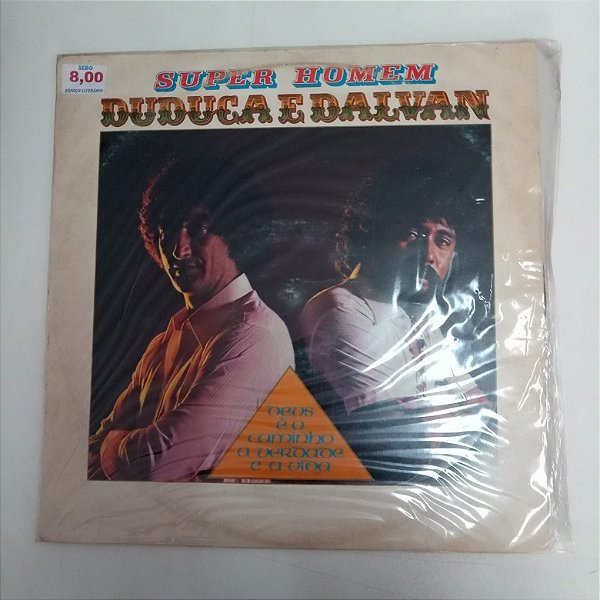 SEBO
8,00
ESPAÇO LITERÁRIO
SUPER HOMEM
DUDUCA E DALVAN
DEUS
É O
CAMINHO
A VERDADE
E A VIDA